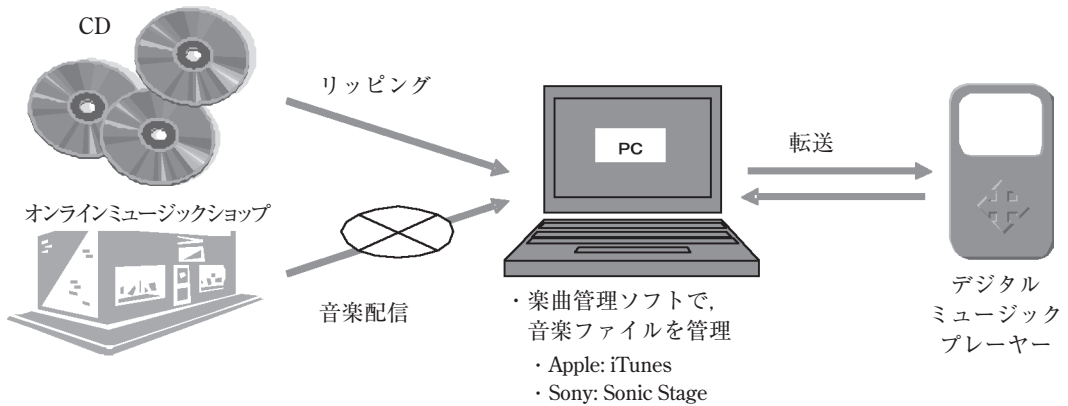 CD
リッピング
PC
転送
オンラインミュージックショップ
音楽配信
・楽曲管理ソフトで,
音楽ファイルを管理
・Apple: iTunes
・Sony: Sonic Stage
デジタル
ミュージック
プレーヤー